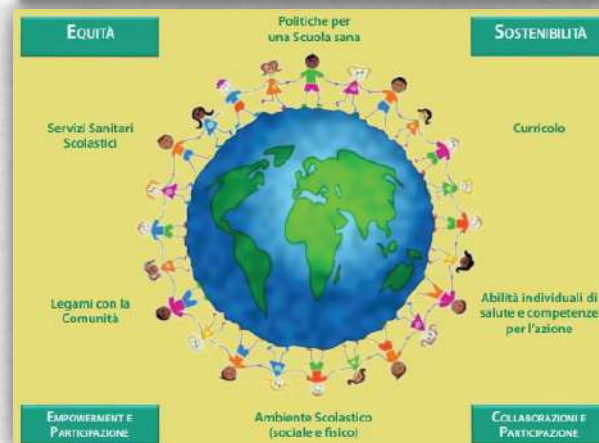 EQUITÀ
Politiche per
una Scuola sana
SOSTENIBILITÀ
Servizi Sanitari
Scolastici
Curricolo
Legami con la
Comunità
Abilità individuali di
salute e competenze
per l'azione
EMPOWERMENT E
PARTECIPAZIONE
Ambiente Scolastico
(sociale e fisico)
COLLABORAZIONI E
PARTECIPAZIONE